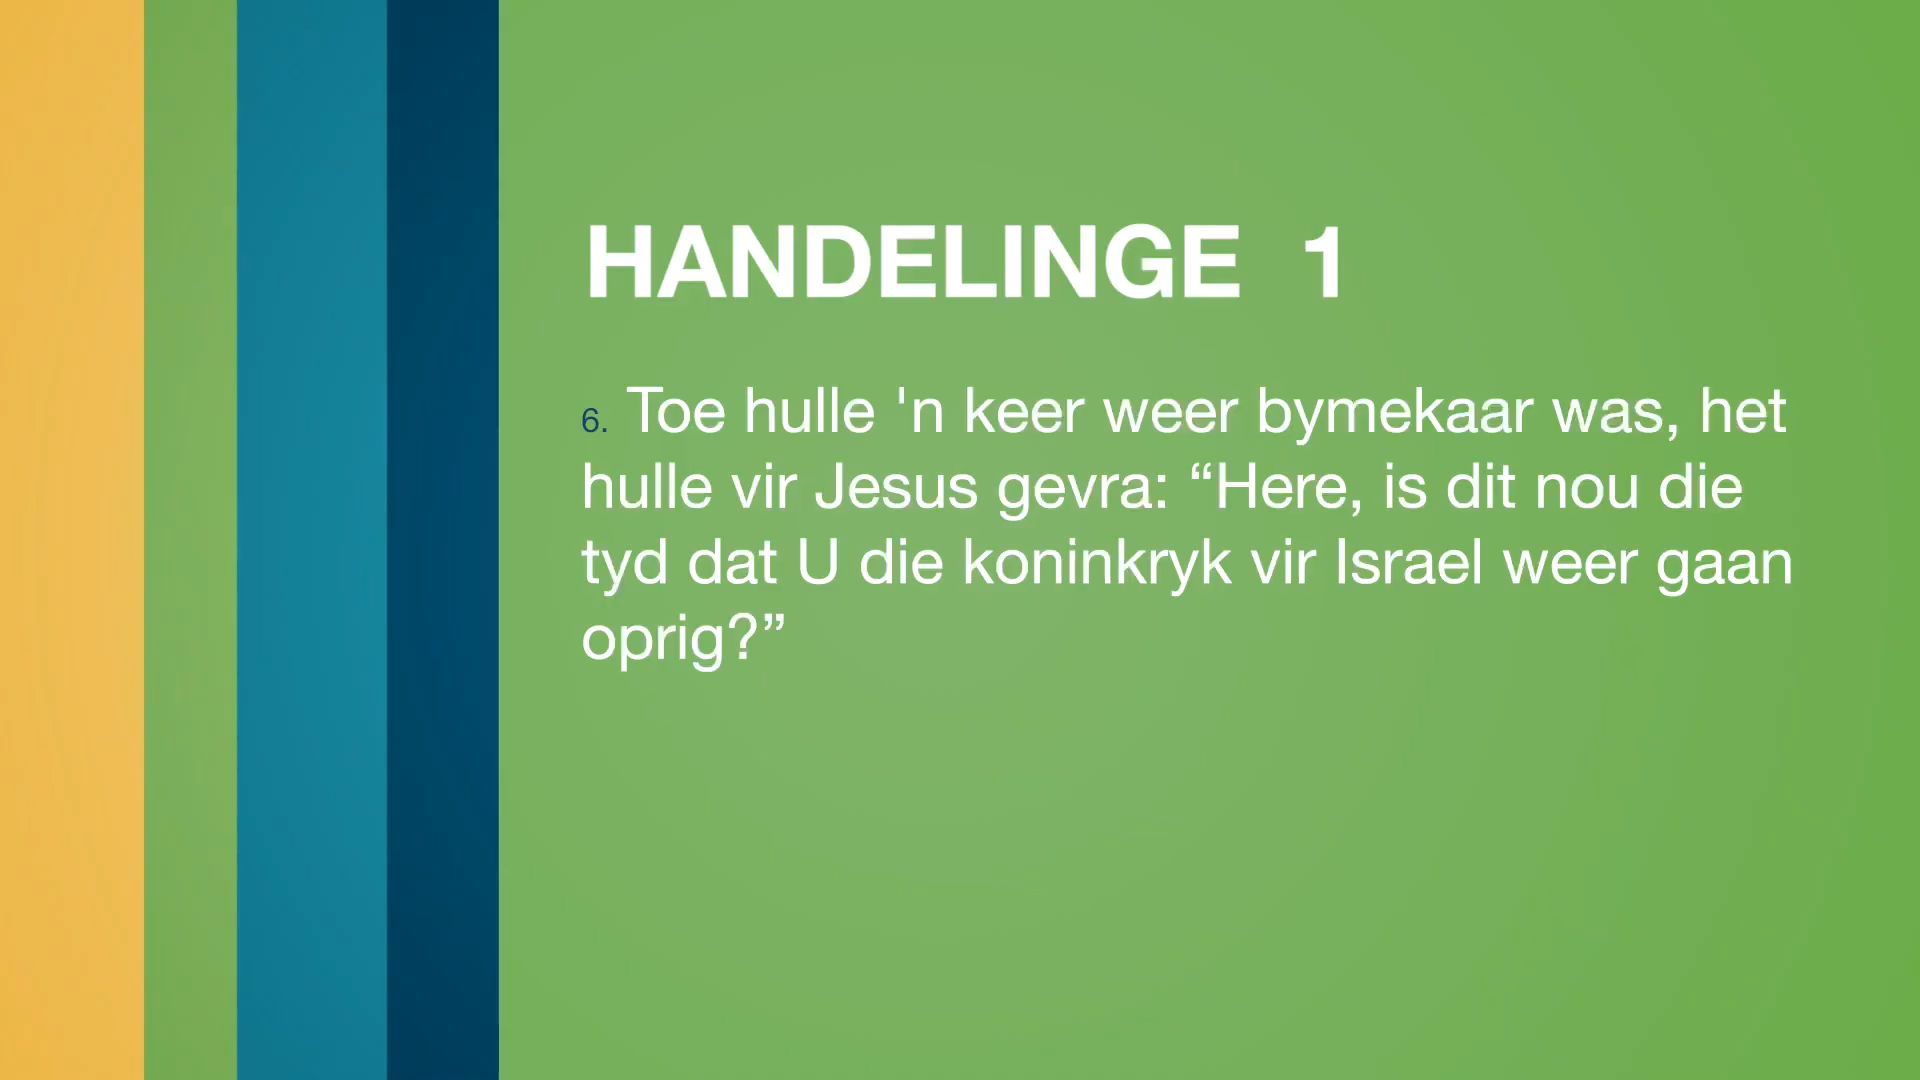 HANDELINGE 1
6. Toe hulle 'n keer weer bymekaar was, het
hulle vir Jesus gevra: “Here, is dit nou die
tyd dat U die koninkryk vir Israel weer gaan
oprig?”